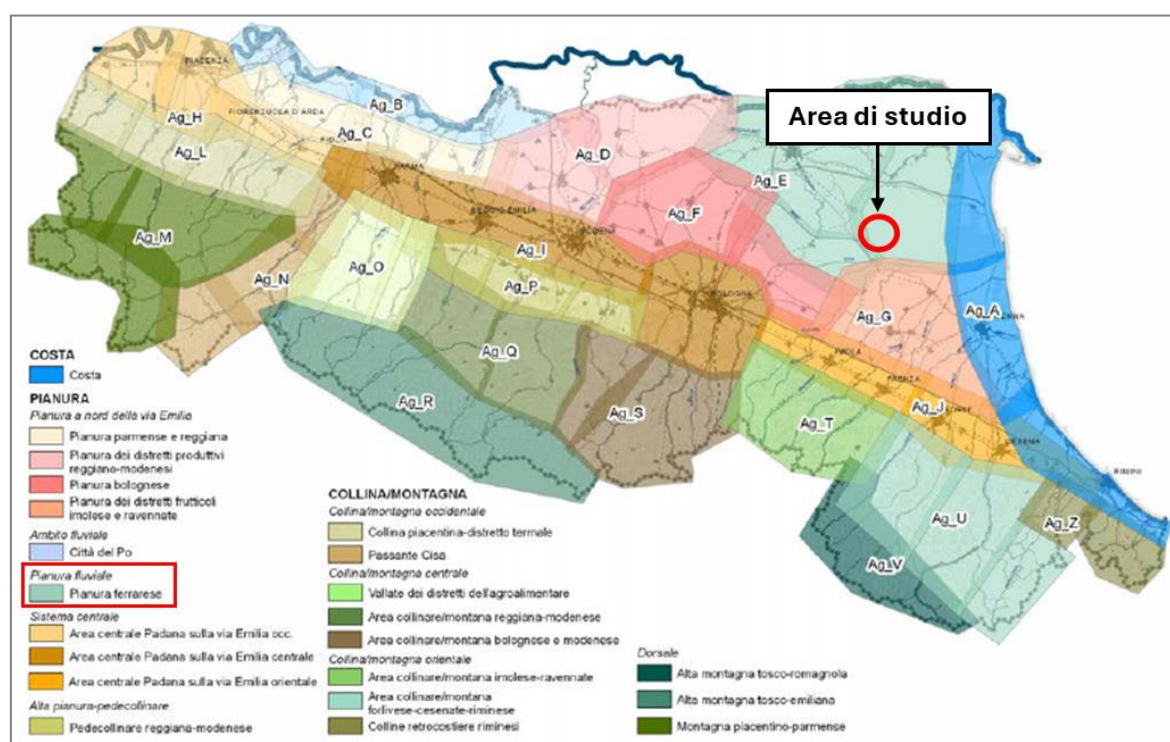 Area di studio
PIACENZA
FIORENZUOLA D'ARDA
Ag_B
Ag_H
Ag_C
Ag_L
Ag_D
Ag_E
PARMA
Ag_F
Ag_M
REGGIO EMILIA
Ag_I
Ag_N
Ag_O
Ag_P
BOLOGNA
Ag_G
Ag_A
Ag_Q
Ag_R
Ag_S
FAENZA
Ag_J
Ag_T
CESENA
RIMINI
Ag_U
Ag_Z
Ag_V
COSTA
Costa
PIANURA
Pianura a nord della via Emilia
Pianura parmense e reggiana
Pianura dei distretti produttivi
reggiano-modenesi
Pianura bolognese
Pianura dei distretti frutticoli
imolese e ravennate
Ambito fluviale
Città del Po
Pianura fluviale
Pianura ferrarese
Sistema centrale
Area centrale Padana sulla via Emilia occ.
Area centrale Padana sulla via Emilia centrale
Area centrale Padana sulla via Emilia orientale
Alta pianura-pedecollinare
Pedecollinare reggiana-modenese
COLLINA/MONTAGNA
Collina/montagna occidentale
Collina piacentina-distretto termale
Passante Cisa
Collina/montagna centrale
Vallate dei distretti dell'agroalimentare
Area collinare/montana reggiana-modenese
Area collinare/montana bolognese e modenese
Collina/montagna orientale
Area collinare/montana imolese-ravennate
Area collinare/montana
forlivese-cesenate-riminese
Colline retrocostiere riminesi
Dorsale
Alta montagna tosco-romagnola
Alta montagna tosco-emiliana
Montagna piacentino-parmense